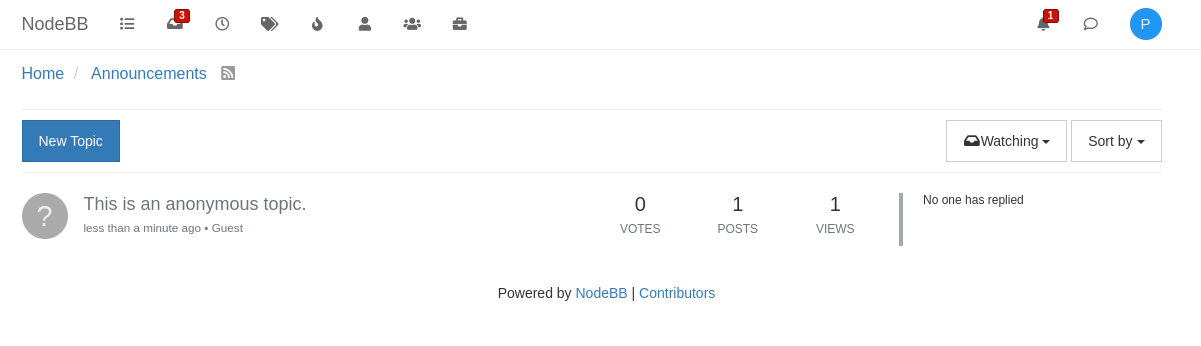 NodeBB 3 1 P
Home / Announcements
New Topic Watching Sort by
? This is an anonymous topic. 0 1 1 No one has replied
less than a minute ago • Guest VOTES POSTS VIEWS
Powered by NodeBB | Contributors